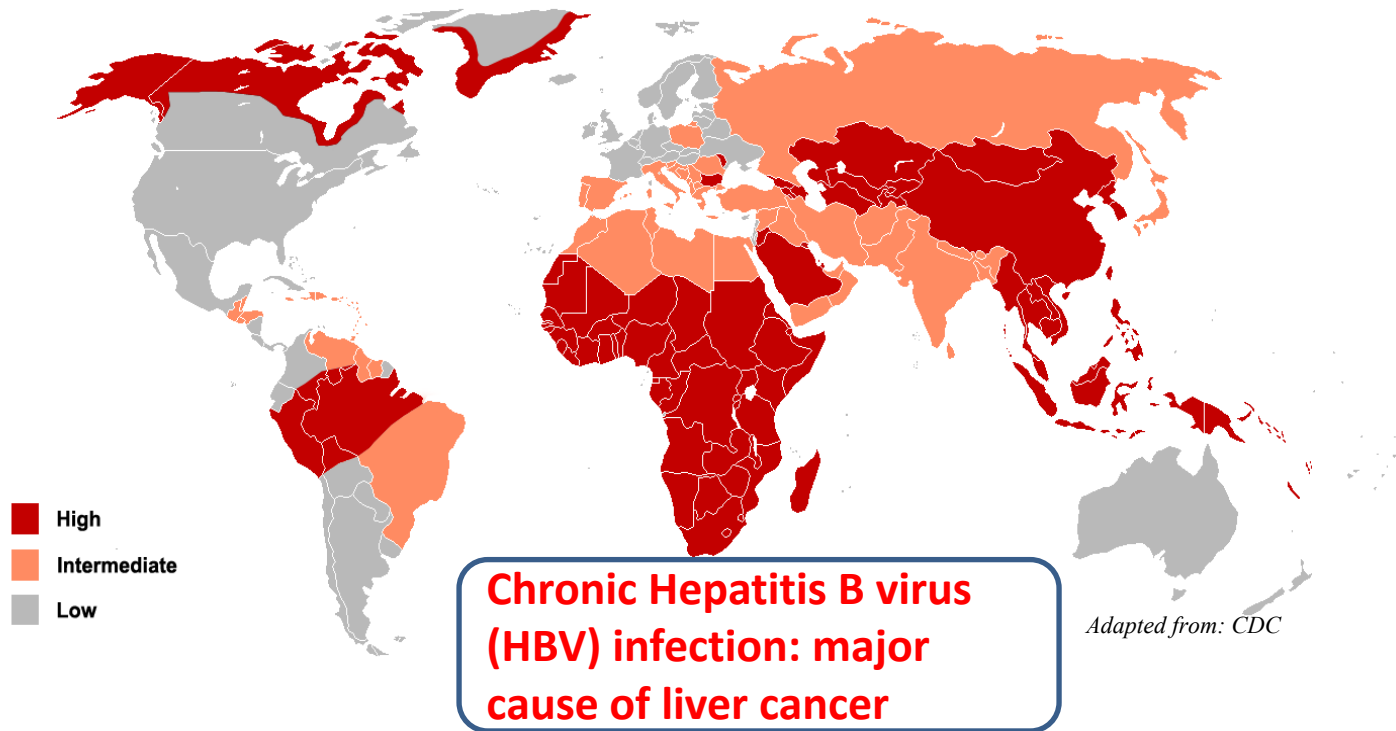 High
Intermediate
Low
Chronic Hepatitis B virus
(HBV) infection: major
cause of liver cancer
Adapted from: CDC